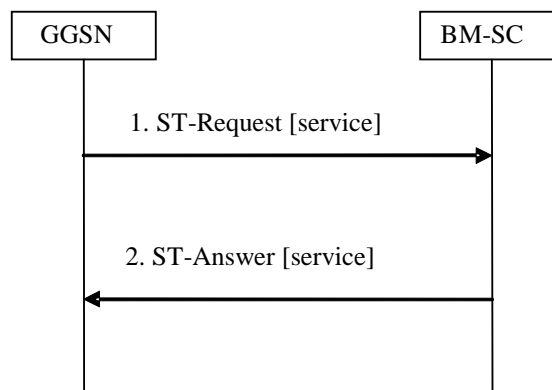 GGSN
BM-SC
1. ST-Request [service]
2. ST-Answer [service]